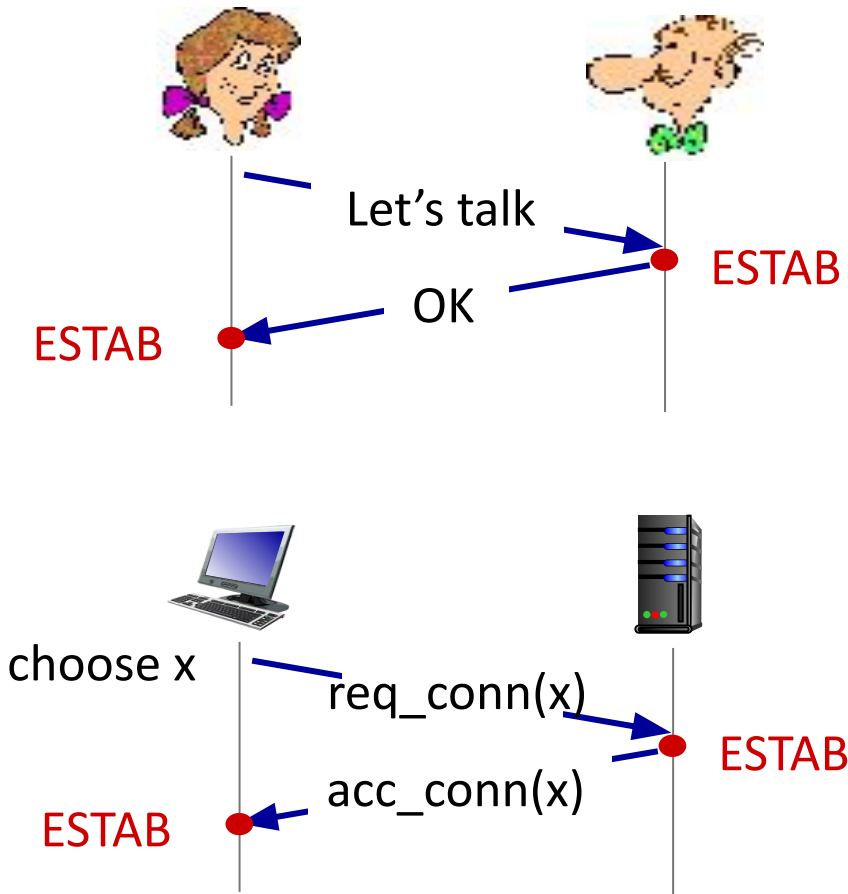 Let’s talk
ESTAB
OK
ESTAB
choose x
req_conn(x)
ESTAB
acc_conn(x)
ESTAB